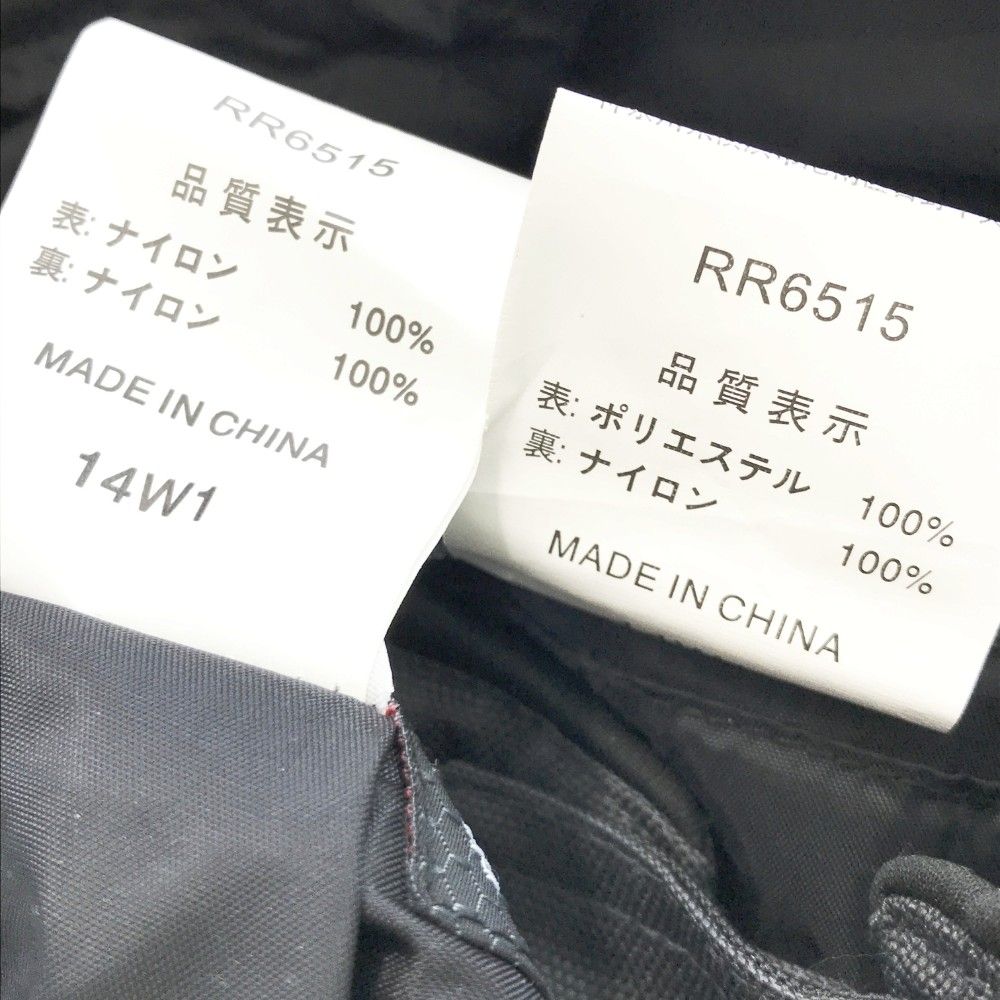 RR6515
品質表示
表: ナイロン 100%
裏: ナイロン 100%
MADE IN CHINA
14W1
RR6515
品質表示
表: ポリエステル 100%
裏: ナイロン 100%
MADE IN CHINA